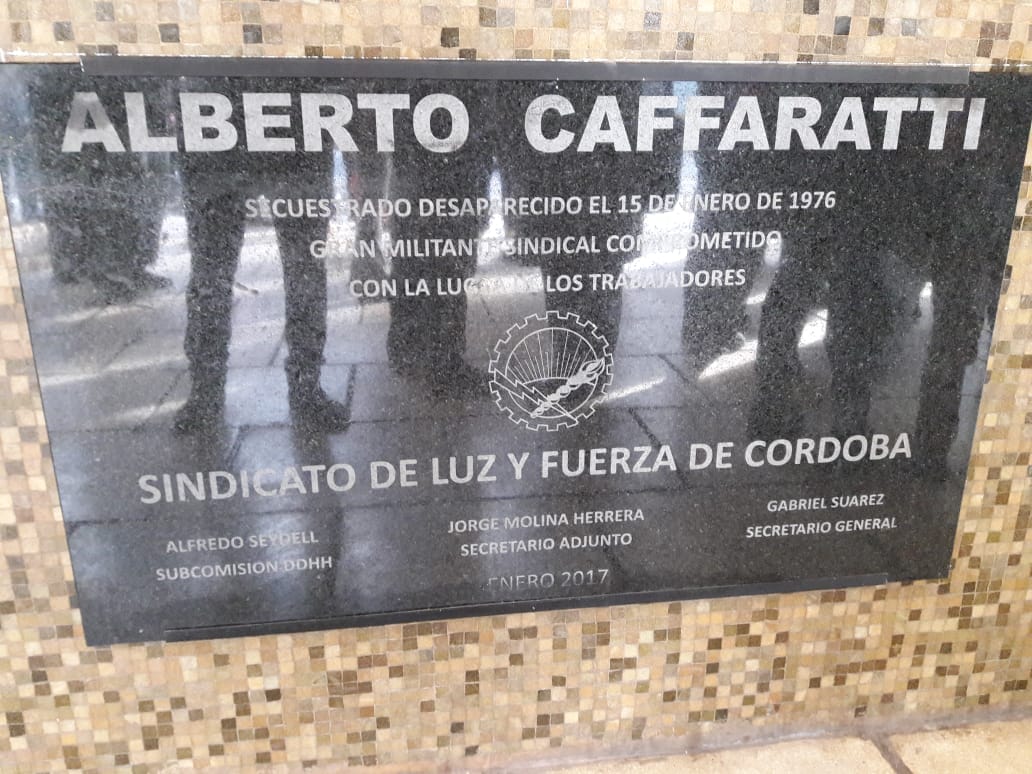 ALBERTO CAFFARATTI
SECUESTRADO DESAPARECIDO EL 15 DE ENERO DE 1976
GRAN MILITANTE SINDICAL COMPROMETIDO
CON LA LUCHA DE LOS TRABAJADORES
SINDICATO DE LUZ Y FUERZA DE CORDOBA
ALFREDO SEYDELL
SUBCOMISION DDHH
JORGE MOLINA HERRERA
SECRETARIO ADJUNTO
GABRIEL SUAREZ
SECRETARIO GENERAL
ENERO 2017